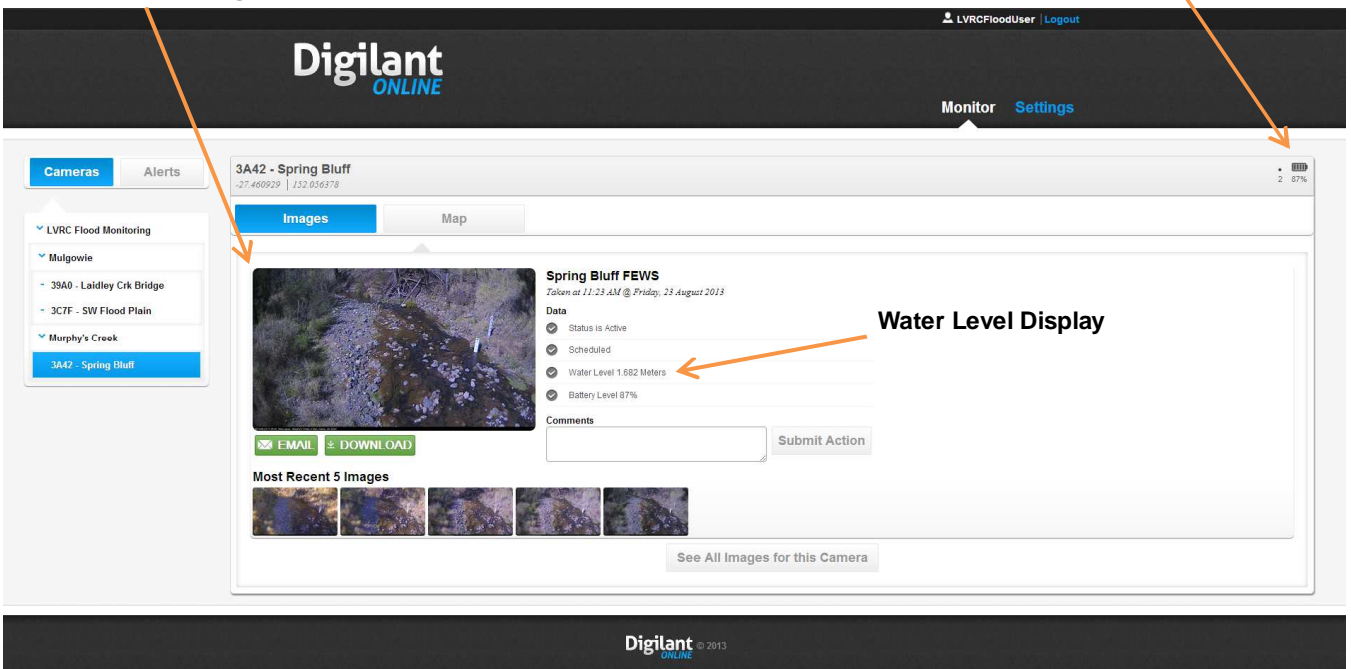 LVRCFloodUser | Logout
Digilant
ONLINE
Monitor Settings
Cameras Alerts
3A42 - Spring Bluff
-27.460929 | 152.056378
2 87%
Images Map
LVRC Flood Monitoring
Mulgowie
- 39A0 - Laidley Crk Bridge
- 3C7F - SW Flood Plain
Murphy's Creek
3A42 - Spring Bluff
Spring Bluff FEWS
Taken at 11:23 AM @ Friday, 23 August 2013
Data
Status is Active
Scheduled
Water Level 1.682 Meters
Battery Level 87%
Water Level Display
Comments
Submit Action
EMAIL DOWNLOAD
Most Recent 5 Images
See All Images for this Camera
Digilant © 2013
ONLINE